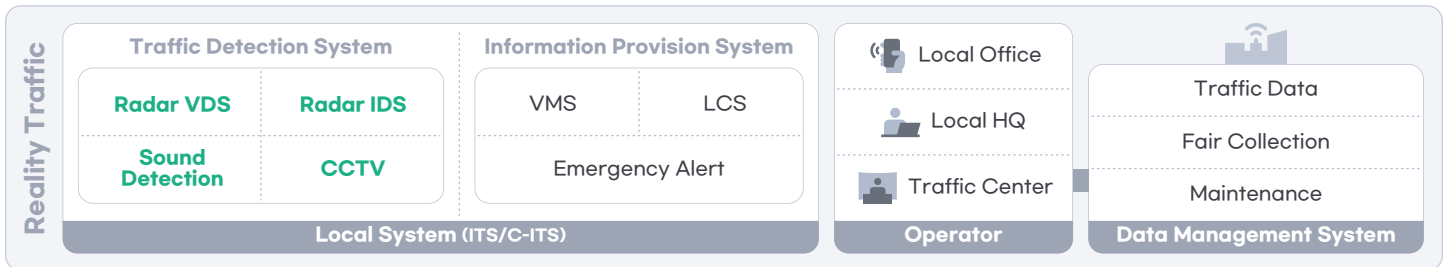 Reality Traffic
Traffic Detection System
Radar VDS
Radar IDS
Sound
Detection
CCTV
Information Provision System
VMS
LCS
Emergency Alert
Local System (ITS/C-ITS)
Local Office
Local HQ
Traffic Center
Operator
Traffic Data
Fair Collection
Maintenance
Data Management System